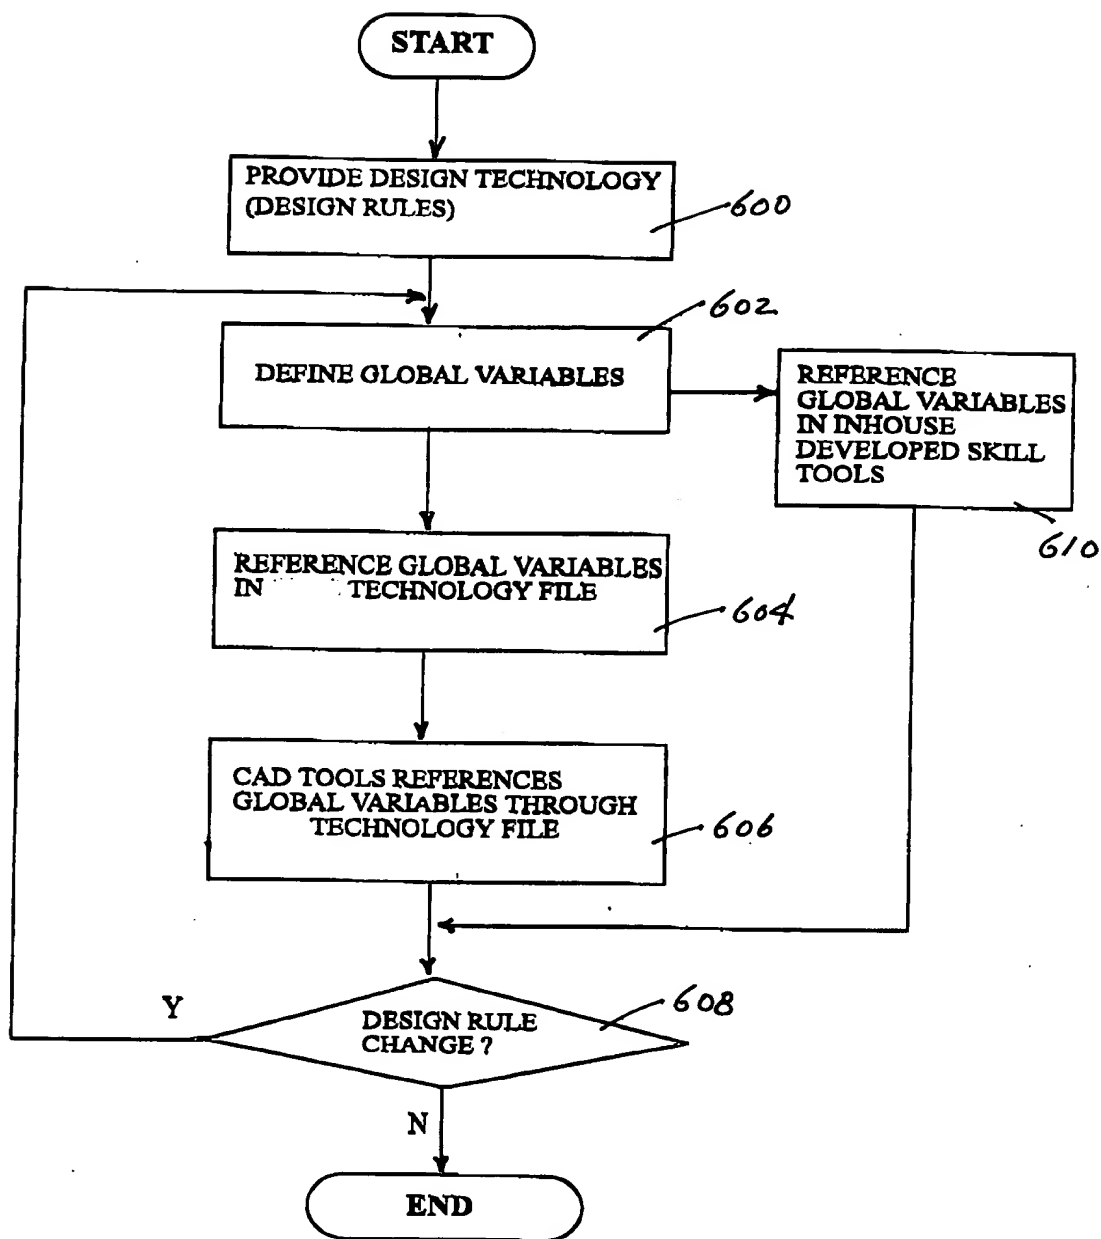 START
PROVIDE DESIGN TECHNOLOGY
(DESIGN RULES)
600
602
DEFINE GLOBAL VARIABLES
REFERENCE
GLOBAL VARIABLES
IN INHOUSE
DEVELOPED SKILL
TOOLS
610
REFERENCE GLOBAL VARIABLES
IN TECHNOLOGY FILE
604
CAD TOOLS REFERENCES
GLOBAL VARIABLES THROUGH
TECHNOLOGY FILE
606
Y
608
DESIGN RULE
CHANGE ?
N
END